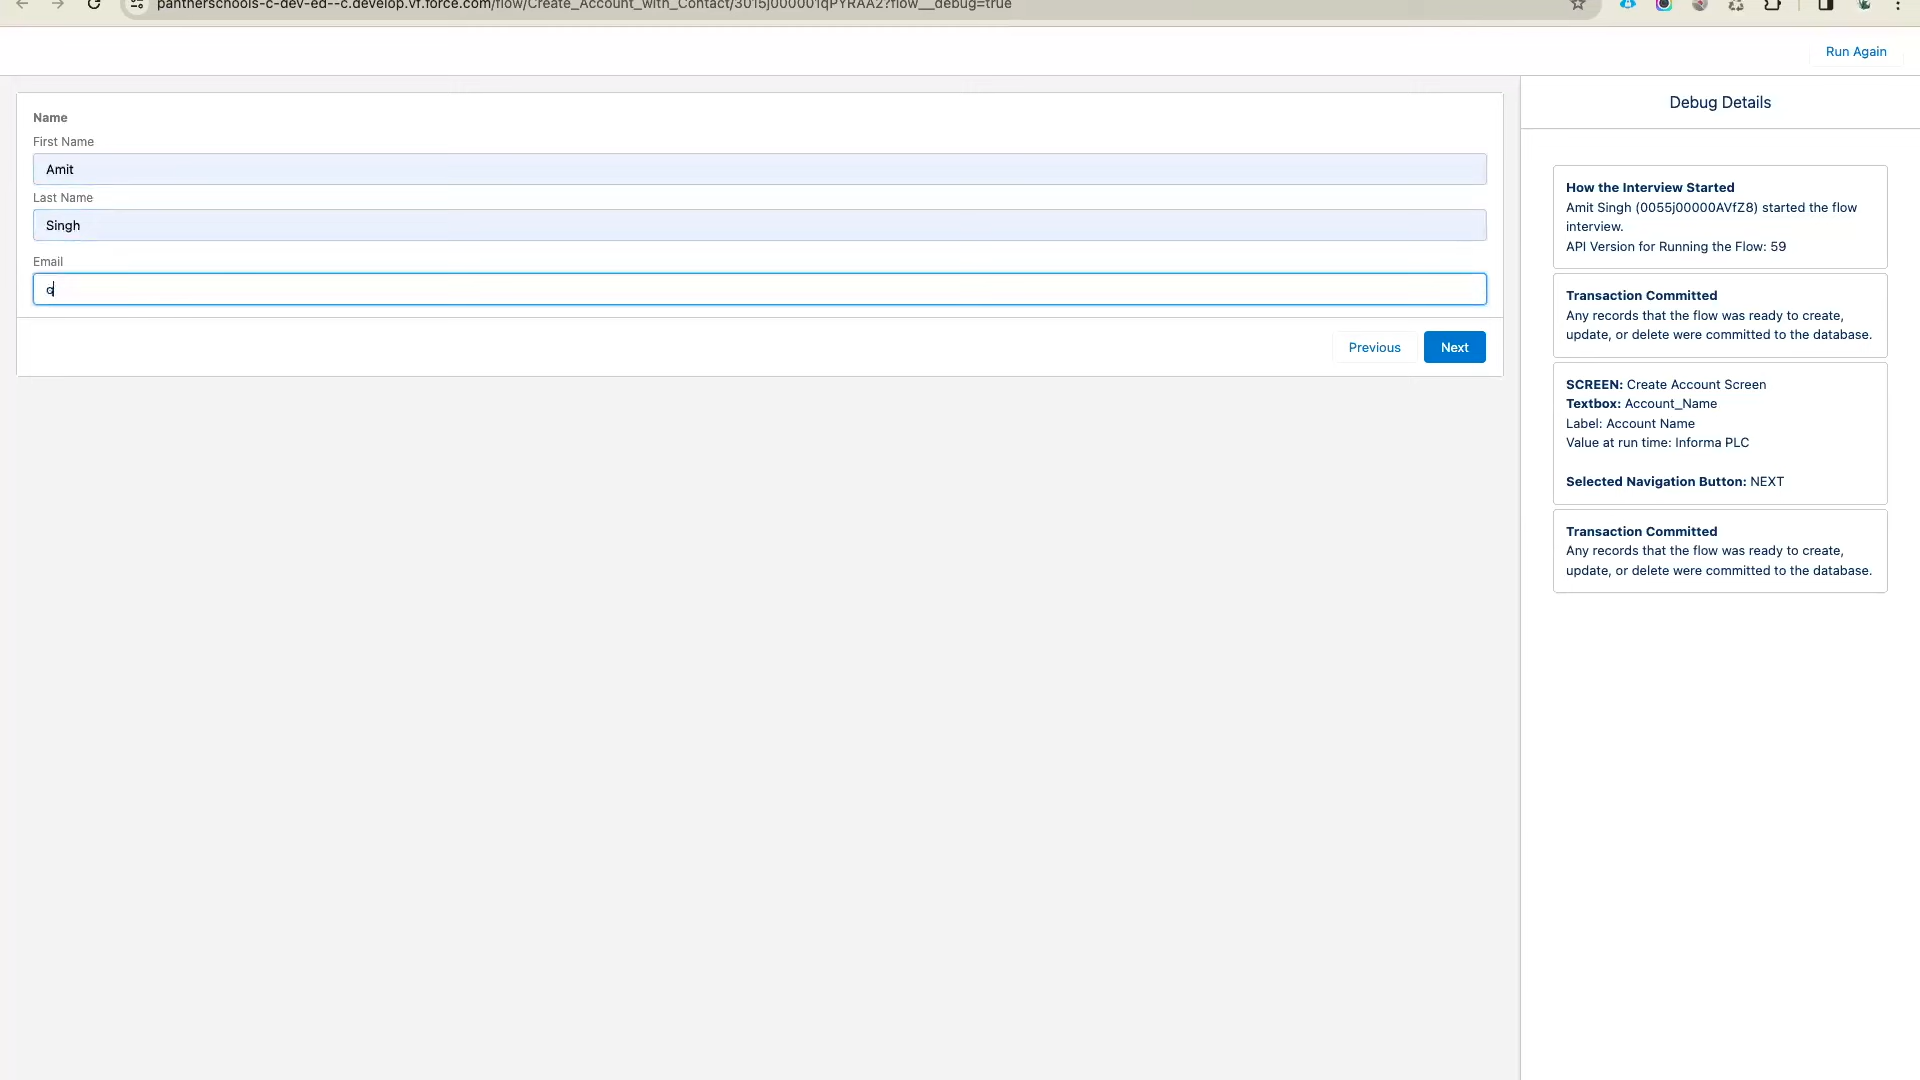 pantherschools-c-dev-ed--c.develop.vf.force.com/flow/Create_Account_with_Contact/3015j000001qPYRAA2?flow__debug=true
Run Again
Name
First Name
Amit
Last Name
Singh
Email
q
Previous
Next
Debug Details
How the Interview Started
Amit Singh (0055j00000AVfZ8) started the flow
interview.
API Version for Running the Flow: 59
Transaction Committed
Any records that the flow was ready to create,
update, or delete were committed to the database.
SCREEN: Create Account Screen
Textbox: Account_Name
Label: Account Name
Value at run time: Informa PLC
Selected Navigation Button: NEXT
Transaction Committed
Any records that the flow was ready to create,
update, or delete were committed to the database.